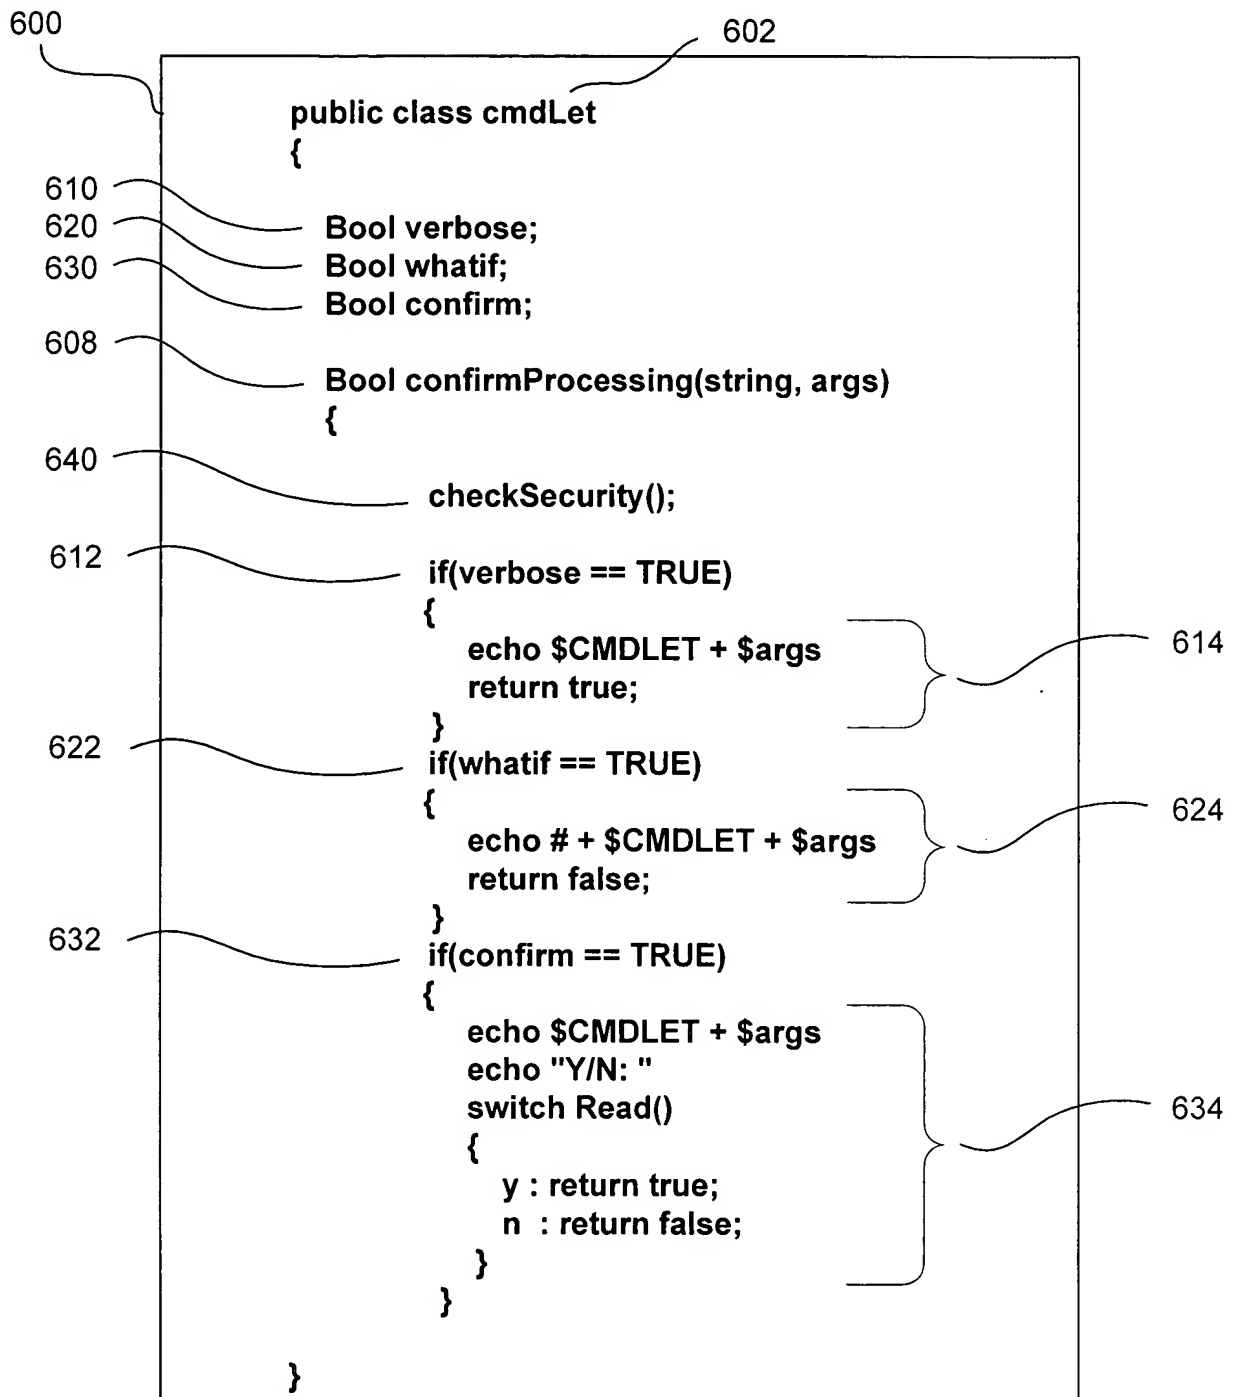 600
602
public class cmdLet
{
610
Bool verbose;
620
Bool whatif;
630
Bool confirm;
608
Bool confirmProcessing(string, args)
{
640
checkSecurity();
612
if(verbose == TRUE)
{
echo $CMDLET + $args
614
return true;
}
622
if(whatif == TRUE)
{
624
echo # + $CMDLET + $args
return false;
}
632
if(confirm == TRUE)
{
echo $CMDLET + $args
echo "Y/N: "
switch Read()
634
{
y : return true;
n : return false;
}
}
}